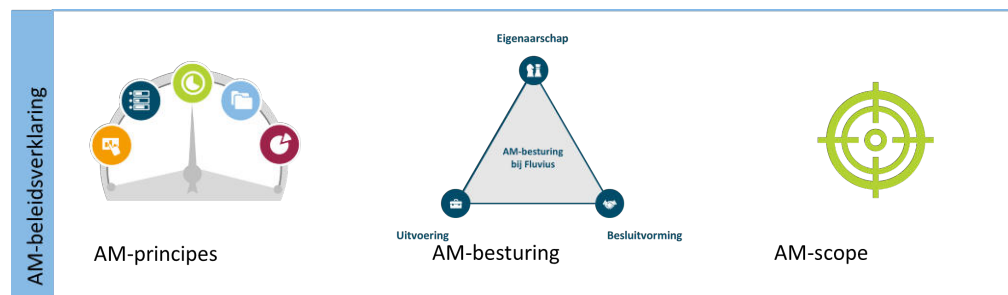 AM-beleidsverklaring
Eigenaarschap
AM-besturing
bij Fluvius
Uitvoering
Besluitvorming
AM-principes
AM-besturing
AM-scope